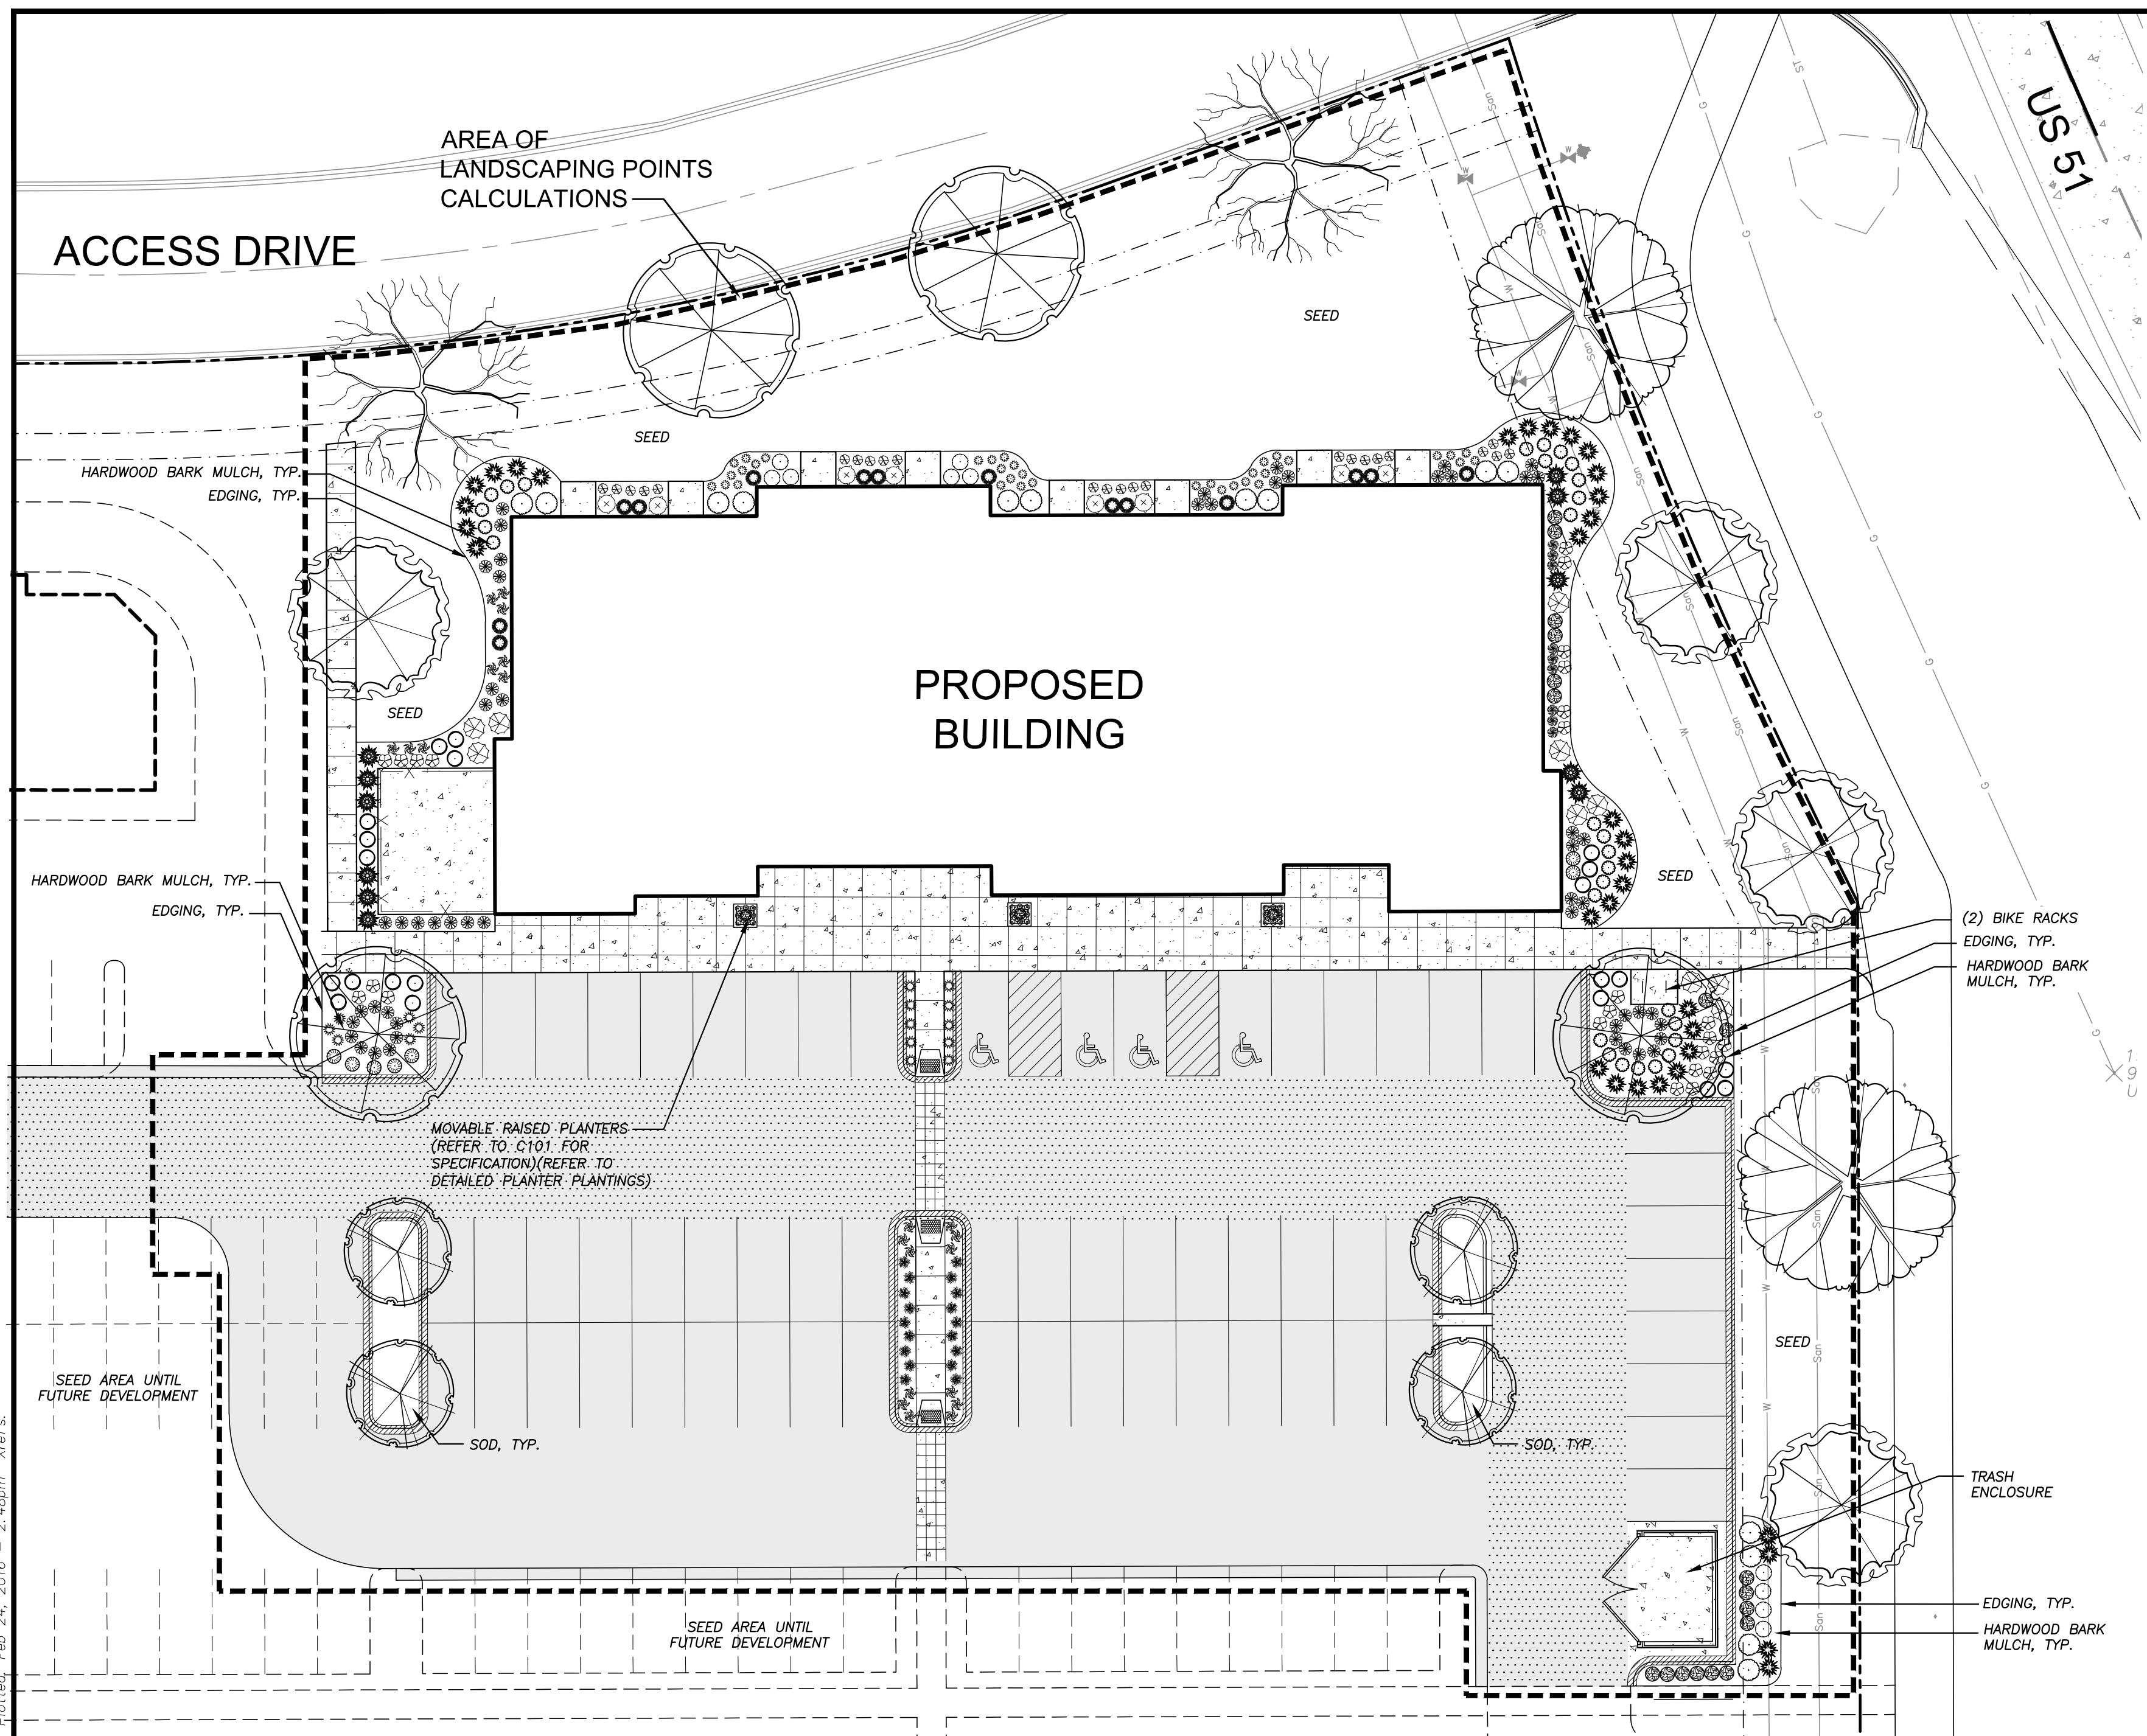 US 51
ST
AREA OF
LANDSCAPING POINTS
CALCULATIONS
ACCESS DRIVE
SEED
SEED
HARDWOOD BARK MULCH, TYP.
EDGING, TYP.
PROPOSED
BUILDING
SEED
HARDWOOD BARK MULCH, TYP.
EDGING, TYP.
SEED
(2) BIKE RACKS
EDGING, TYP.
HARDWOOD BARK
MULCH, TYP.
MOVABLE RAISED PLANTERS
(REFER TO C101 FOR
SPECIFICATION)(REFER TO
DETAILED PLANTER PLANTINGS)
SEED
SEED AREA UNTIL
FUTURE DEVELOPMENT
SOD, TYP.
SOD, TYP.
TRASH
ENCLOSURE
EDGING, TYP.
HARDWOOD BARK
MULCH, TYP.
SEED AREA UNTIL
FUTURE DEVELOPMENT